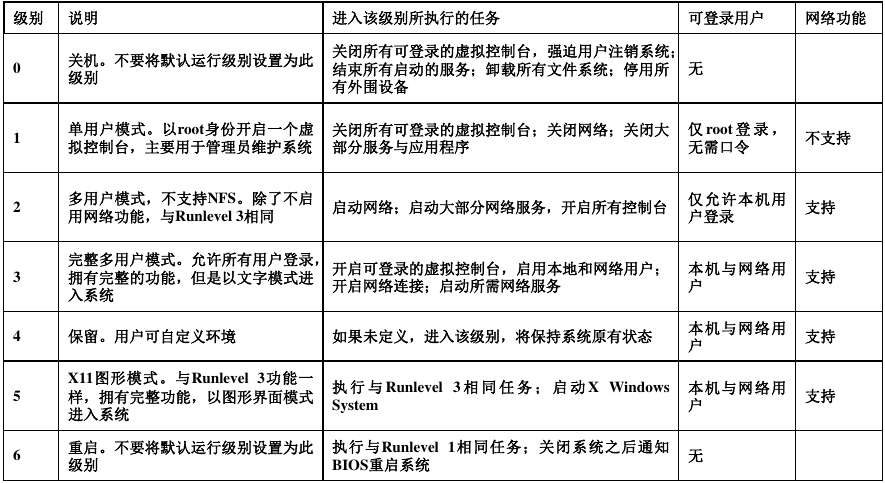 级别 说明 进入该级别所执行的任务 可登录用户 网络功能
0 关机。不要将默认运行级别设置为此级别 关闭所有可登录的虚拟控制台，强迫用户注销系统；结束所有启动的服务；卸载所有文件系统；停用所有外围设备 无
1 单用户模式。以root身份开启一个虚拟控制台，主要用于管理员维护系统 关闭所有可登录的虚拟控制台；关闭网络；关闭大部分服务与应用程序 仅root登录，无需口令 不支持
2 多用户模式，不支持NFS。除了不启用网络功能，与Runlevel 3相同 启动网络；启动大部分网络服务，开启所有控制台 仅允许本机用户登录 支持
3 完整多用户模式。允许所有用户登录，拥有完整的功能，但是以文字模式进入系统 开启可登录的虚拟控制台，启用本地和网络用户；开启网络连接；启动所需网络服务 本机与网络用户 支持
4 保留。用户可自定义环境 如果未定义，进入该级别，将保持系统原有状态 本机与网络用户 支持
5 X11图形模式。与Runlevel 3功能一样，拥有完整功能，以图形界面模式进入系统 执行与Runlevel 3相同任务；启动X Windows System 本机与网络用户 支持
6 重启。不要将默认运行级别设置为此级别 执行与Runlevel 1相同任务；关闭系统之后通知BIOS重启系统 无